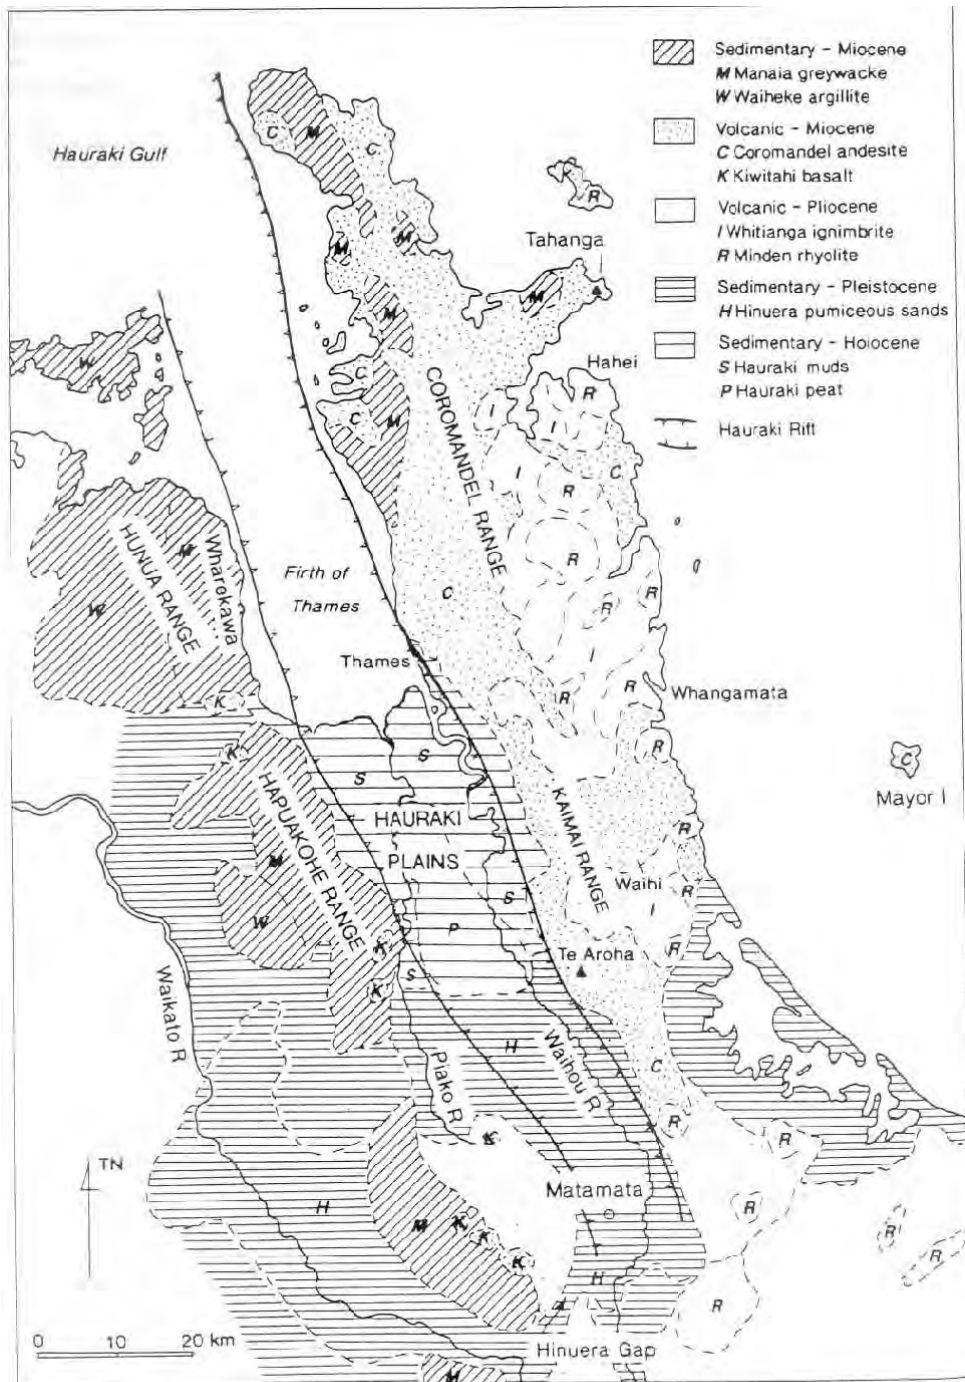 Sedimentary - Miocene
M Manaia greywacke
W Waiheke argillite
Volcanic - Miocene
C Coromandel andesite
K Kiwitahi basalt
Volcanic - Pliocene
I Whitianga ignimbrite
R Minden rhyolite
Sedimentary - Pleistocene
H Hinuera pumiceous sands
Sedimentary - Holocene
S Hauraki muds
P Hauraki peat
Hauraki Rift
Hauraki Gulf
C
M
C
K
R
Tahanga
M
M
M
M
W
C
C
M
Hahei
R
I
I
I
C
R
COROMANDEL RANGE
HUNUA RANGE
M
W
Wharekawa
Firth of
Thames
C
R
R
R
I
Thames
K
R
R
Whangamata
R
K
S
S
C
Mayor I
HAPUAKOHE RANGE
HAURAKI
PLAINS
KAIMAI RANGE
R
M
W
Waihi
R
I
S
P
K
S
K
Te Aroha
R
Waikato R
Piako R
H
Waihou R
C
R
R
K
TN
Matamata
H
M
K
K
K
R
R
R
H
R
0 10 20 km
Hinuera Gap
M